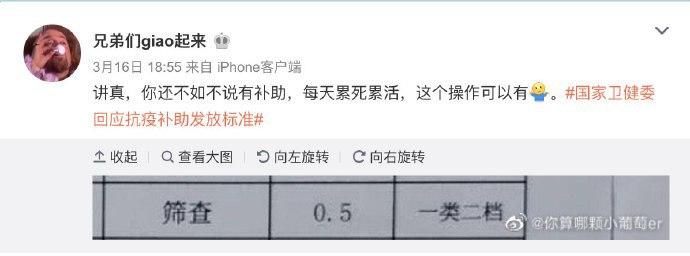 兄弟们giao起来
3月16日 18:55 来自 iPhone客户端
讲真，你还不如不说有补助，每天累死累活，这个操作可以有🤷。#国家卫健委
回应抗疫补助发放标准#
收起 查看大图 向左旋转 向右旋转
筛查 0.5 一类二档
@你算哪颗小葡萄er